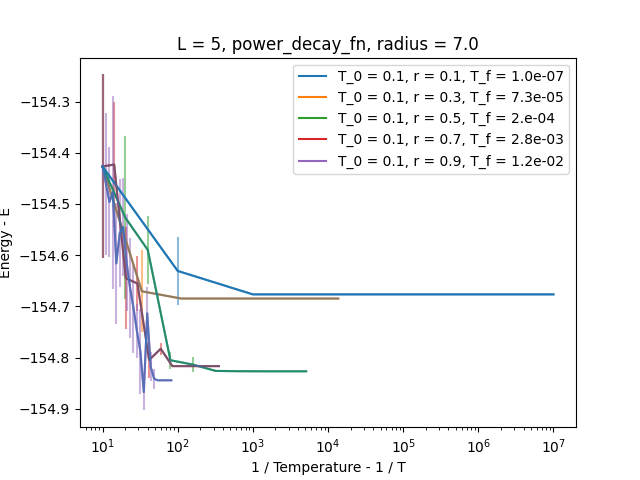 L = 5, power_decay_fn, radius = 7.0
T_0 = 0.1, r = 0.1, T_f = 1.0e-07
T_0 = 0.1, r = 0.3, T_f = 7.3e-05
T_0 = 0.1, r = 0.5, T_f = 2.e-04
T_0 = 0.1, r = 0.7, T_f = 2.8e-03
T_0 = 0.1, r = 0.9, T_f = 1.2e-02
−154.3
−154.4
−154.5
−154.6
−154.7
−154.8
−154.9
Energy - E
10¹ 10² 10³ 10⁴ 10⁵ 10⁶ 10⁷
1 / Temperature - 1 / T